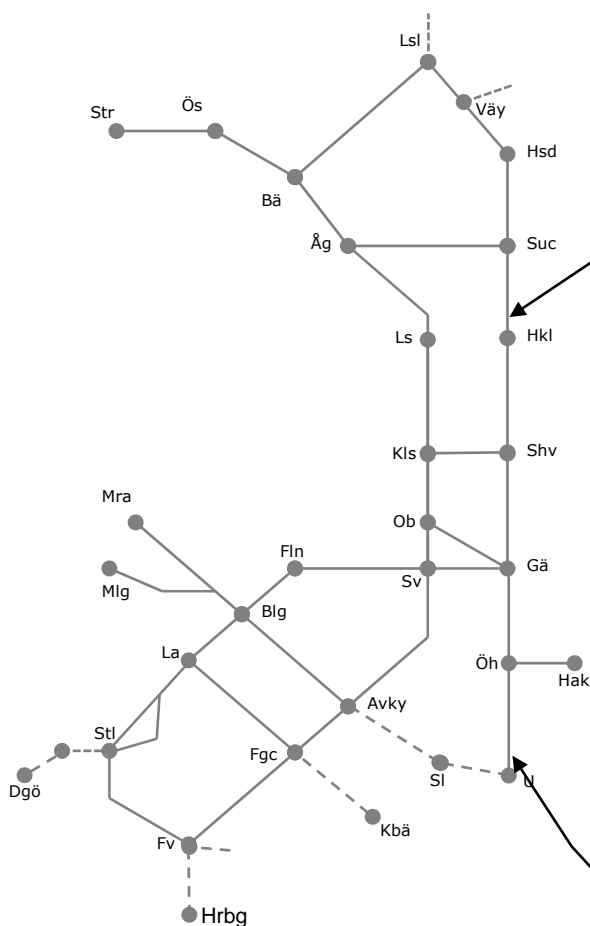 Lsl
Väy
Str
Ös
Hsd
Bä
Åg
Suc
Ls
Hkl
Kls
Shv
Mra
Ob
Fln
Gä
Mlg
Sv
Blg
La
Öh
Hak
Avky
Stl
Fgc
Sl
U
Dgö
Kbä
Fv
Hrbg